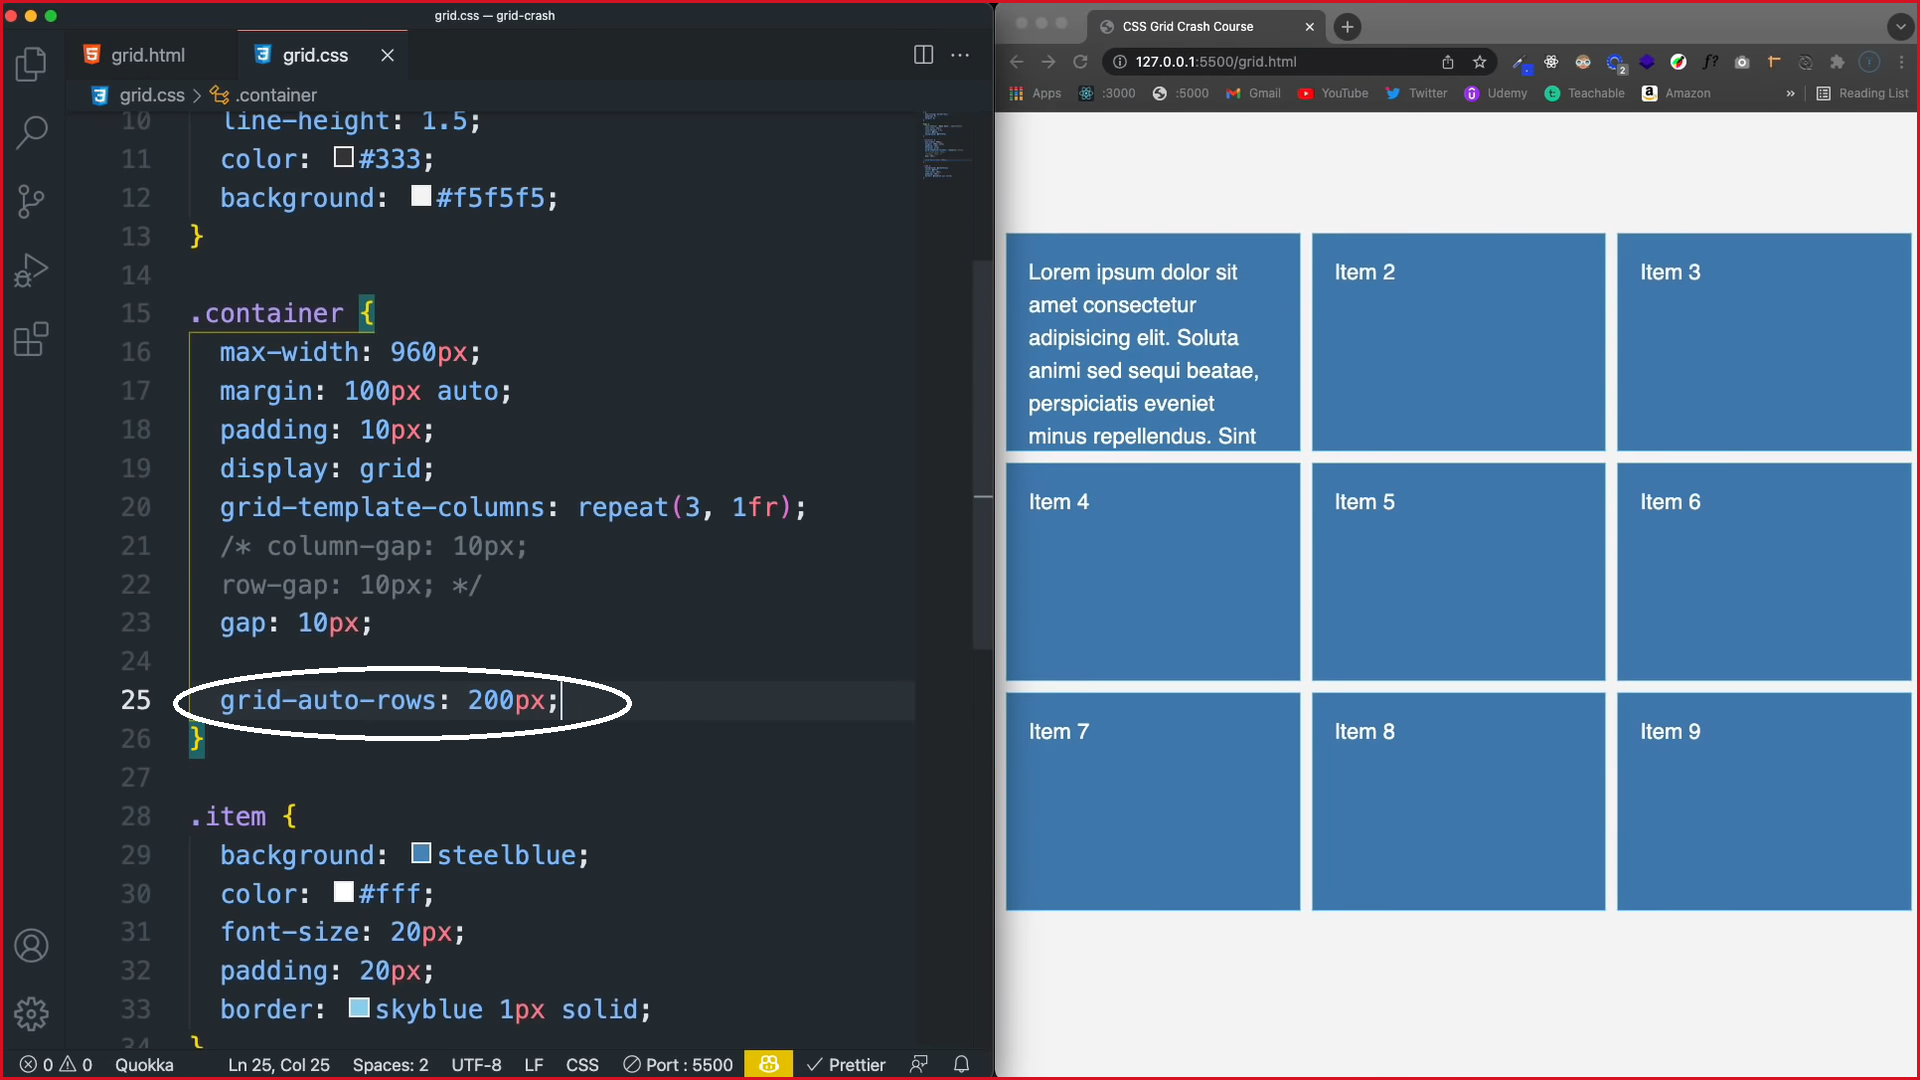 grid.css — grid-crash
grid.html
grid.css
grid.css > .container
10 line-height: 1.5;
11 color: #333;
12 background: #f5f5f5;
13 }
14
15 .container {
16 max-width: 960px;
17 margin: 100px auto;
18 padding: 10px;
19 display: grid;
20 grid-template-columns: repeat(3, 1fr);
21 /* column-gap: 10px;
22 row-gap: 10px; */
23 gap: 10px;
24
25 grid-auto-rows: 200px;
26 }
27
28 .item {
29 background: steelblue;
30 color: #fff;
31 font-size: 20px;
32 padding: 20px;
33 border: skyblue 1px solid;
34 }
0 0 Quokka Ln 25, Col 25 Spaces: 2 UTF-8 LF CSS Port : 5500 Prettier
CSS Grid Crash Course
127.0.0.1:5500/grid.html
2
f?
Apps :3000 :5000 Gmail YouTube Twitter Udemy Teachable Amazon » Reading List
Lorem ipsum dolor sit
amet consectetur
adipisicing elit. Soluta
animi sed sequi beatae,
perspiciatis eveniet
minus repellendus. Sint
Item 2
Item 3
Item 4
Item 5
Item 6
Item 7
Item 8
Item 9